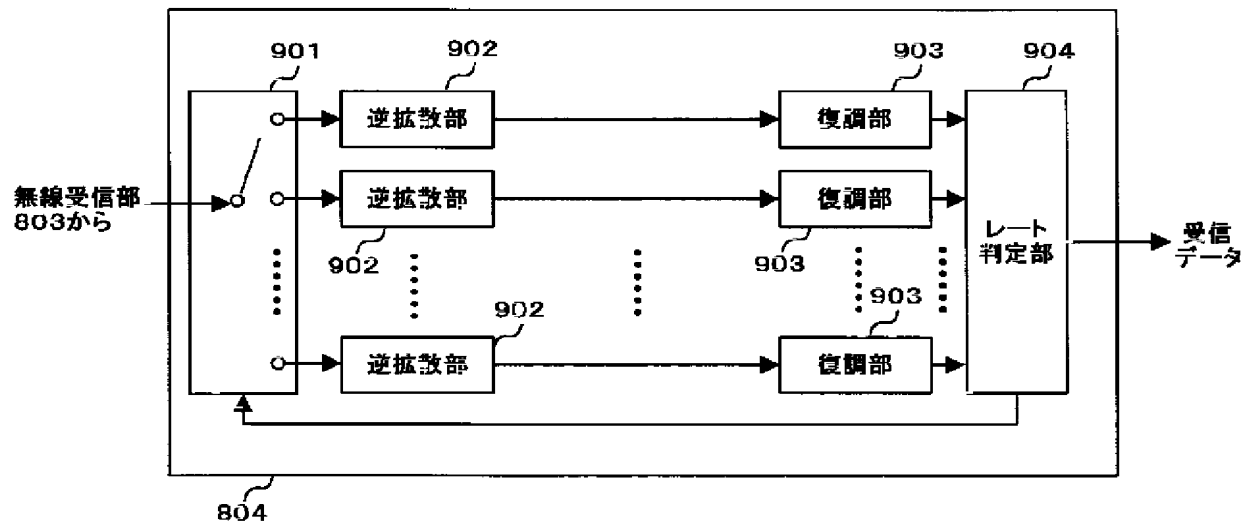 901
902
903
904
逆拡散部
復調部
無線受信部
803から
逆拡散部
復調部
レート
判定部
受信
データ
902
903
902
903
逆拡散部
復調部
804